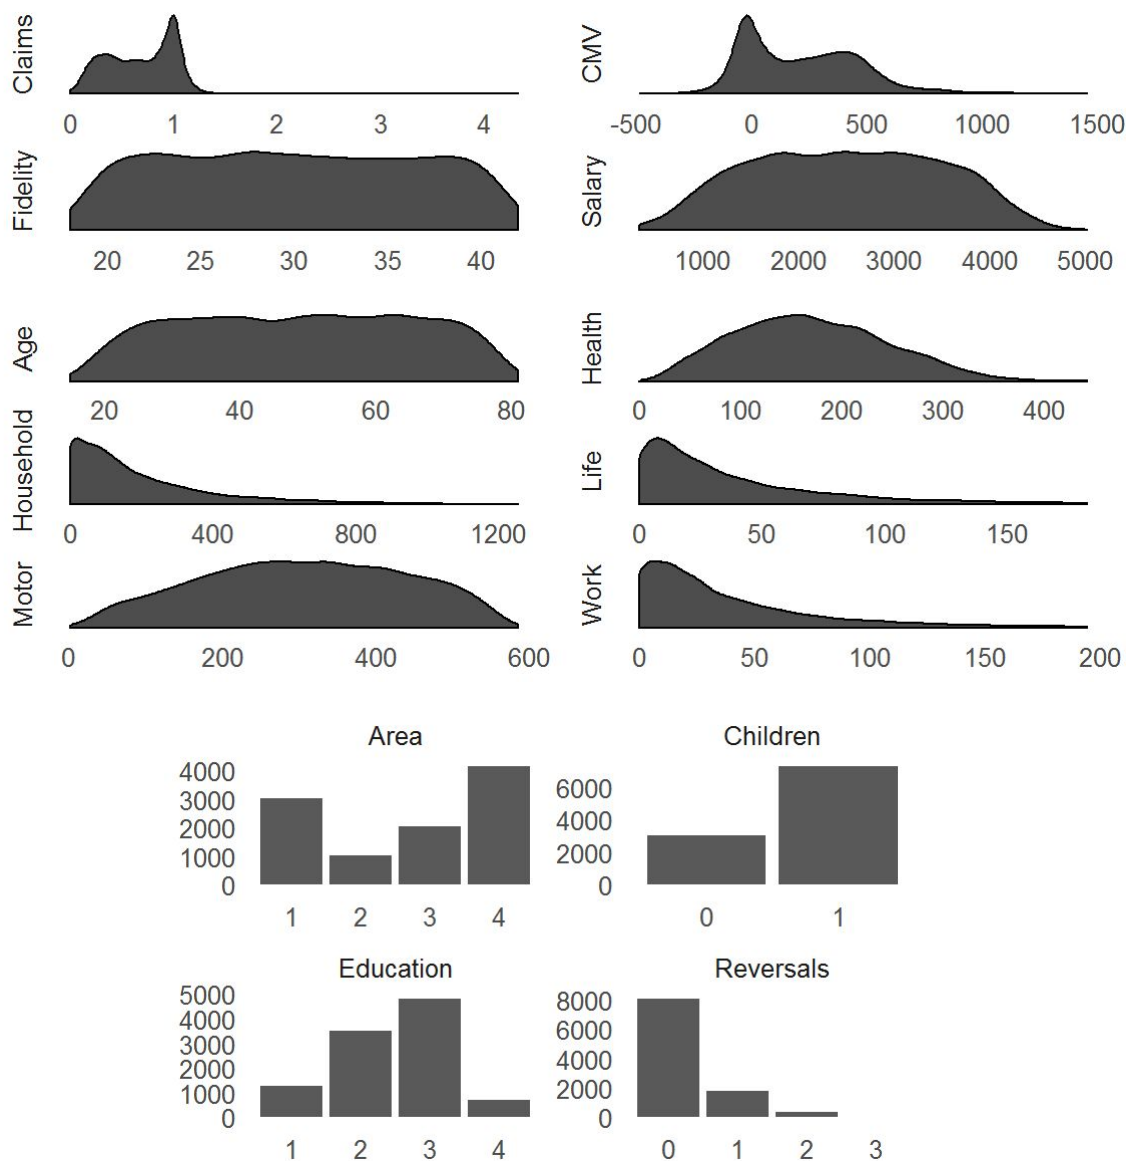 Claims
0 1 2 3 4
CMV
-500 0 500 1000 1500
Fidelity
20 25 30 35 40
Salary
1000 2000 3000 4000 5000
Age
20 40 60 80
Health
0 100 200 300 400
Household
0 400 800 1200
Life
0 50 100 150
Motor
0 200 400 600
Work
0 50 100 150 200
Area
4000
3000
2000
1000
0
1 2 3 4
Children
6000
4000
2000
0
0 1
Education
5000
4000
3000
2000
1000
0
1 2 3 4
Reversals
8000
6000
4000
2000
0
0 1 2 3